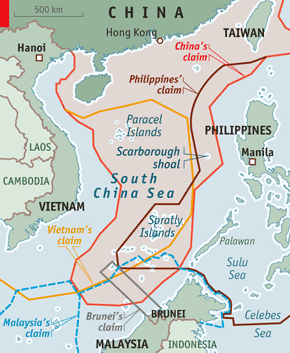 500 km
CHINA
TAIWAN
Hanoi
Hong Kong
China's
claim
Philippines'
claim
Paracel
Islands
PHILIPPINES
LAOS
Scarborough
shoal
Manila
CAMBODIA
South
China Sea
VIETNAM
Spratly
Islands
Vietnam's
claim
Palawan
Sulu
Sea
Malaysia's
claim
Brunei's
claim
BRUNEI
Celebes
Sea
MALAYSIA
INDONESIA